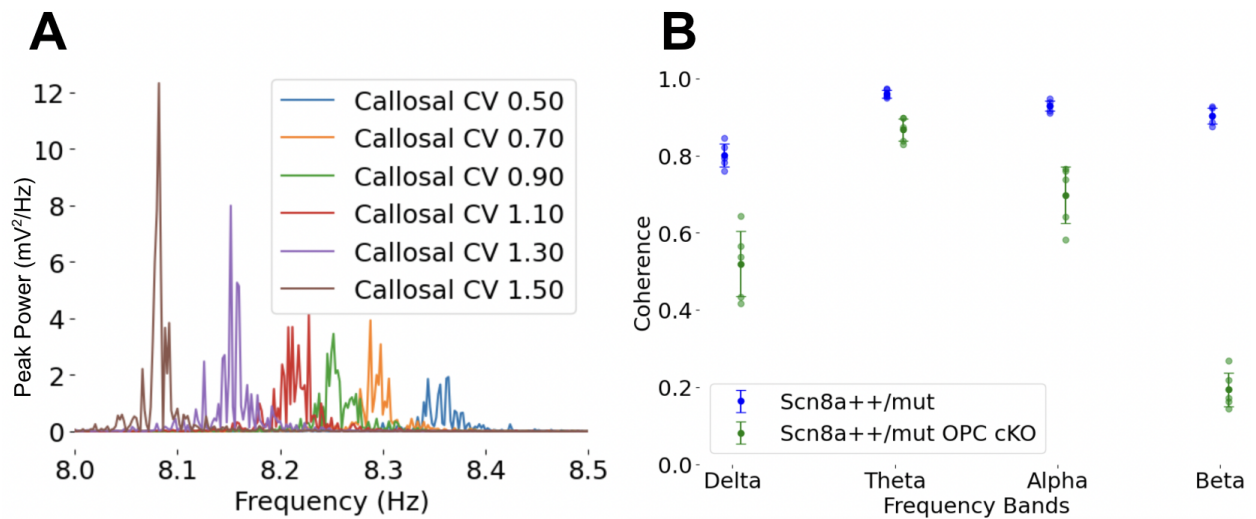 A
Peak Power (mV²/Hz)
12
10
8
6
4
2
0
Callosal CV 0.50
Callosal CV 0.70
Callosal CV 0.90
Callosal CV 1.10
Callosal CV 1.30
Callosal CV 1.50
8.0 8.1 8.2 8.3 8.4 8.5
Frequency (Hz)
B
Coherence
1.0
0.8
0.6
0.4
0.2
0.0
Scn8a++/mut
Scn8a++/mut OPC cKO
Delta Theta Alpha Beta
Frequency Bands